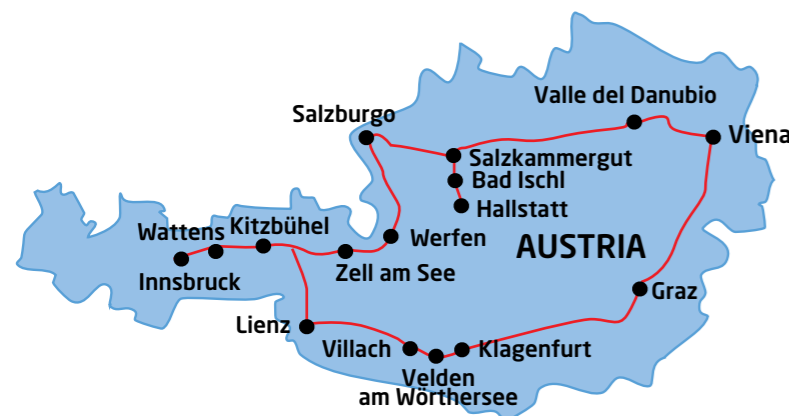 Valle del Danubio
Salzburgo
Viena
Salzkammergut
Bad Ischl
Hallstatt
Wattens
Kitzbühel
Werfen
AUSTRIA
Innsbruck
Zell am See
Graz
Lienz
Villach
Klagenfurt
Velden
am Wörthersee